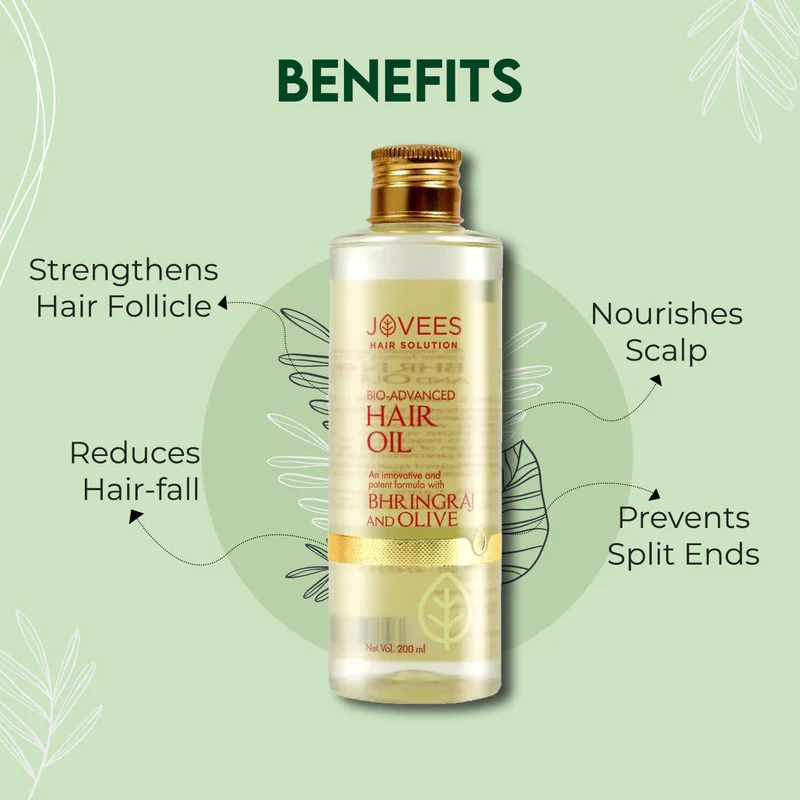 BENEFITS
Strengthens
Hair Follicle
Reduces
Hair-fall
JOVEES
HAIR SOLUTION
BIO-ADVANCED
HAIR
OIL
An innovative and
potent formula with
BHRINGRAJ
AND OLIVE
Net Vol. 200 ml
Nourishes
Scalp
Prevents
Split Ends